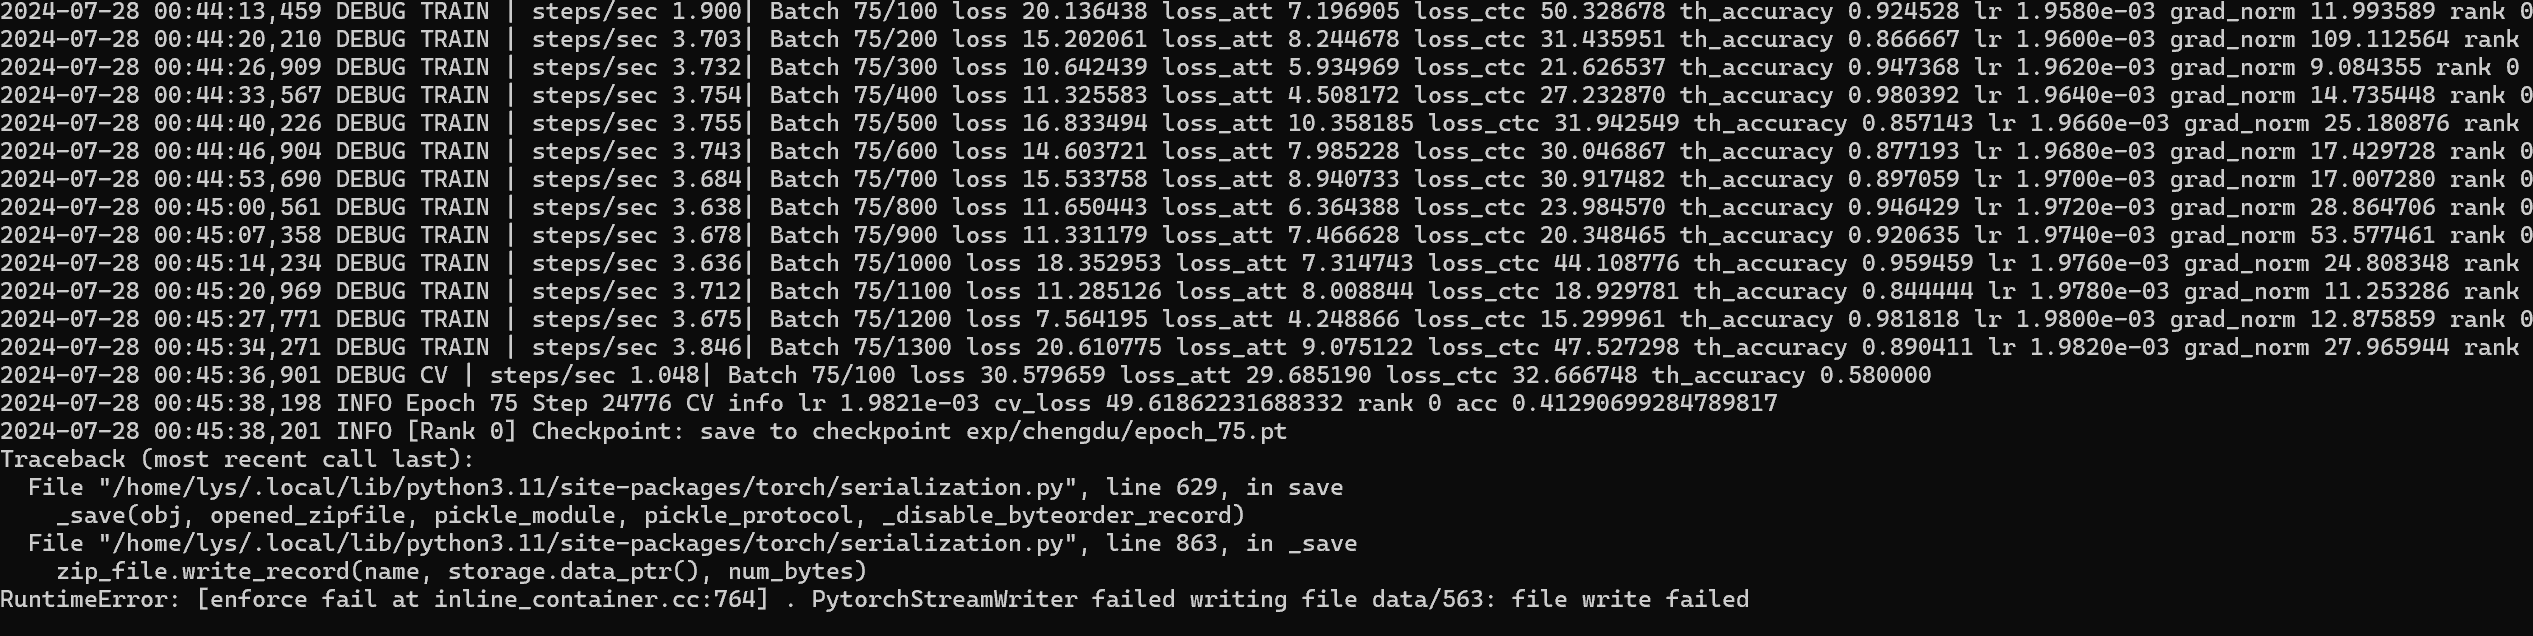 2024-07-28 00:44:13,459 DEBUG TRAIN | steps/sec 1.900| Batch 75/100 loss 20.136438 loss_att 7.196905 loss_ctc 50.328678 th_accuracy 0.924528 lr 1.9580e-03 grad_norm 11.993589 rank 0
2024-07-28 00:44:20,210 DEBUG TRAIN | steps/sec 3.703| Batch 75/200 loss 15.202061 loss_att 8.244678 loss_ctc 31.435951 th_accuracy 0.866667 lr 1.9600e-03 grad_norm 109.112564 rank
2024-07-28 00:44:26,909 DEBUG TRAIN | steps/sec 3.732| Batch 75/300 loss 10.642439 loss_att 5.934969 loss_ctc 21.626537 th_accuracy 0.947368 lr 1.9620e-03 grad_norm 9.084355 rank 0
2024-07-28 00:44:33,567 DEBUG TRAIN | steps/sec 3.754| Batch 75/400 loss 11.325583 loss_att 4.508172 loss_ctc 27.232870 th_accuracy 0.980392 lr 1.9640e-03 grad_norm 14.735448 rank 0
2024-07-28 00:44:40,226 DEBUG TRAIN | steps/sec 3.755| Batch 75/500 loss 16.833494 loss_att 10.358185 loss_ctc 31.942549 th_accuracy 0.857143 lr 1.9660e-03 grad_norm 25.180876 rank
2024-07-28 00:44:46,904 DEBUG TRAIN | steps/sec 3.743| Batch 75/600 loss 14.603721 loss_att 7.985228 loss_ctc 30.046867 th_accuracy 0.877193 lr 1.9680e-03 grad_norm 17.429728 rank 0
2024-07-28 00:44:53,690 DEBUG TRAIN | steps/sec 3.684| Batch 75/700 loss 15.533758 loss_att 8.940733 loss_ctc 30.917482 th_accuracy 0.897059 lr 1.9700e-03 grad_norm 17.007280 rank 0
2024-07-28 00:45:00,561 DEBUG TRAIN | steps/sec 3.638| Batch 75/800 loss 11.650443 loss_att 6.364388 loss_ctc 23.984570 th_accuracy 0.946429 lr 1.9720e-03 grad_norm 28.864706 rank 0
2024-07-28 00:45:07,358 DEBUG TRAIN | steps/sec 3.678| Batch 75/900 loss 11.331179 loss_att 7.466628 loss_ctc 20.348465 th_accuracy 0.920635 lr 1.9740e-03 grad_norm 53.577461 rank 0
2024-07-28 00:45:14,234 DEBUG TRAIN | steps/sec 3.636| Batch 75/1000 loss 18.352953 loss_att 7.314743 loss_ctc 44.108776 th_accuracy 0.959459 lr 1.9760e-03 grad_norm 24.808348 rank
2024-07-28 00:45:20,969 DEBUG TRAIN | steps/sec 3.712| Batch 75/1100 loss 11.285126 loss_att 8.008844 loss_ctc 18.929781 th_accuracy 0.844444 lr 1.9780e-03 grad_norm 11.253286 rank
2024-07-28 00:45:27,771 DEBUG TRAIN | steps/sec 3.675| Batch 75/1200 loss 7.564195 loss_att 4.248866 loss_ctc 15.299961 th_accuracy 0.981818 lr 1.9800e-03 grad_norm 12.875859 rank 0
2024-07-28 00:45:34,271 DEBUG TRAIN | steps/sec 3.846| Batch 75/1300 loss 20.610775 loss_att 9.075122 loss_ctc 47.527298 th_accuracy 0.890411 lr 1.9820e-03 grad_norm 27.965944 rank
2024-07-28 00:45:36,901 DEBUG CV | steps/sec 1.048| Batch 75/100 loss 30.579659 loss_att 29.685190 loss_ctc 32.666748 th_accuracy 0.580000
2024-07-28 00:45:38,198 INFO Epoch 75 Step 24776 CV info lr 1.9821e-03 cv_loss 49.61862231688332 rank 0 acc 0.41290699284789817
2024-07-28 00:45:38,201 INFO [Rank 0] Checkpoint: save to checkpoint exp/chengdu/epoch_75.pt
Traceback (most recent call last):
  File "/home/lys/.local/lib/python3.11/site-packages/torch/serialization.py", line 629, in save
    _save(obj, opened_zipfile, pickle_module, pickle_protocol, _disable_byteorder_record)
  File "/home/lys/.local/lib/python3.11/site-packages/torch/serialization.py", line 863, in _save
    zip_file.write_record(name, storage.data_ptr(), num_bytes)
RuntimeError: [enforce fail at inline_container.cc:764] . PytorchStreamWriter failed writing file data/563: file write failed